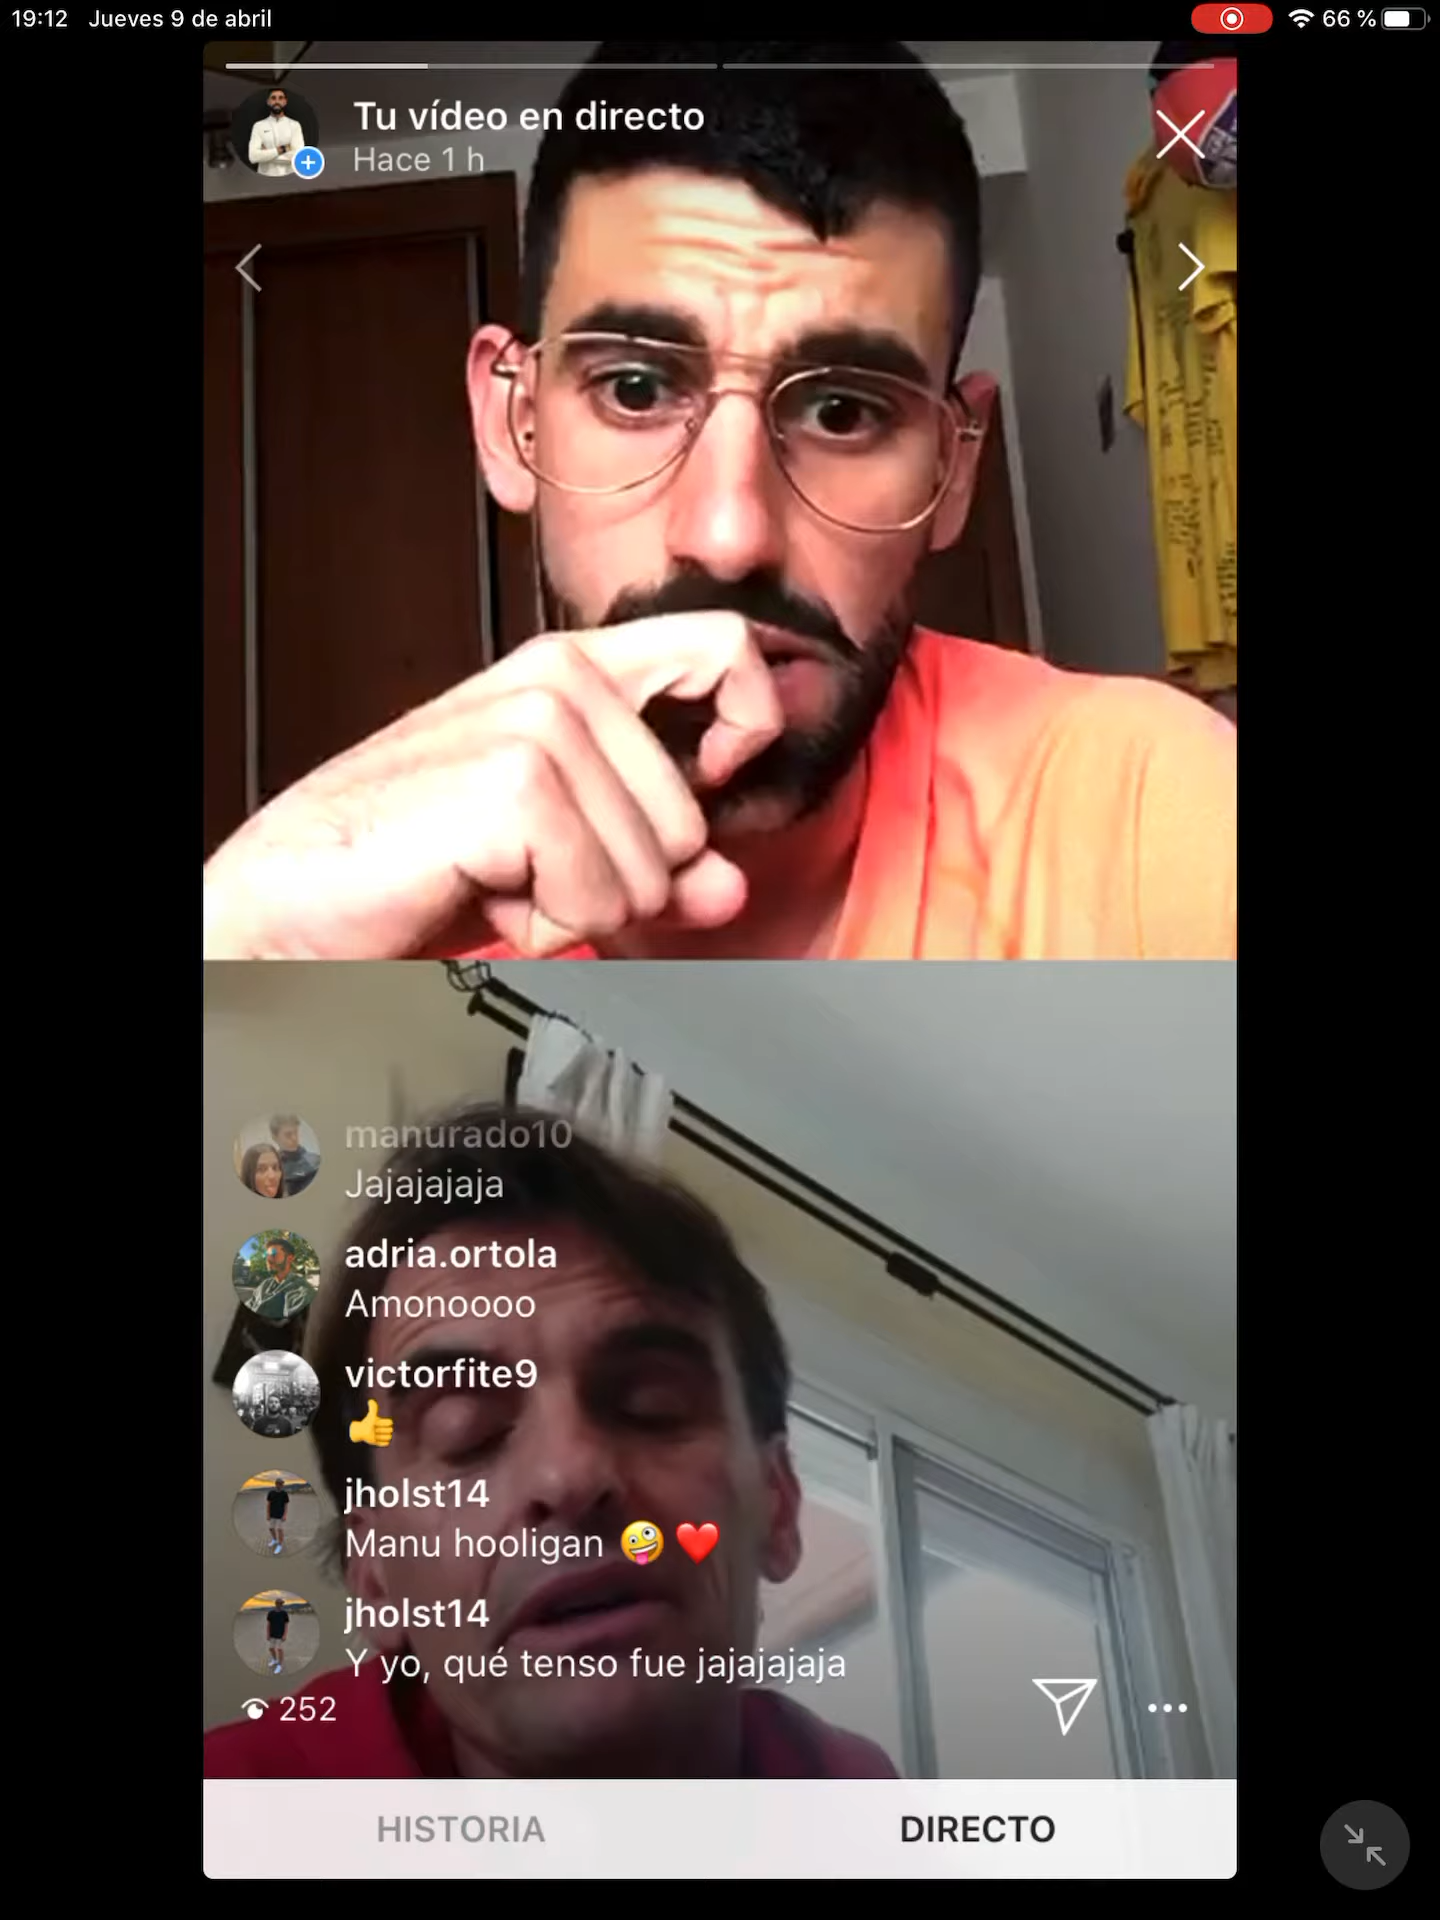 19:12 Jueves 9 de abril
66 %
Tu vídeo en directo
Hace 1 h
manurado10
Jajajajaja
adria.ortola
Amonoooo
victorfite9
👍
jholst14
Manu hooligan 🤪 ❤️
jholst14
Y yo, qué tenso fue jajajajaja
252
HISTORIA
DIRECTO